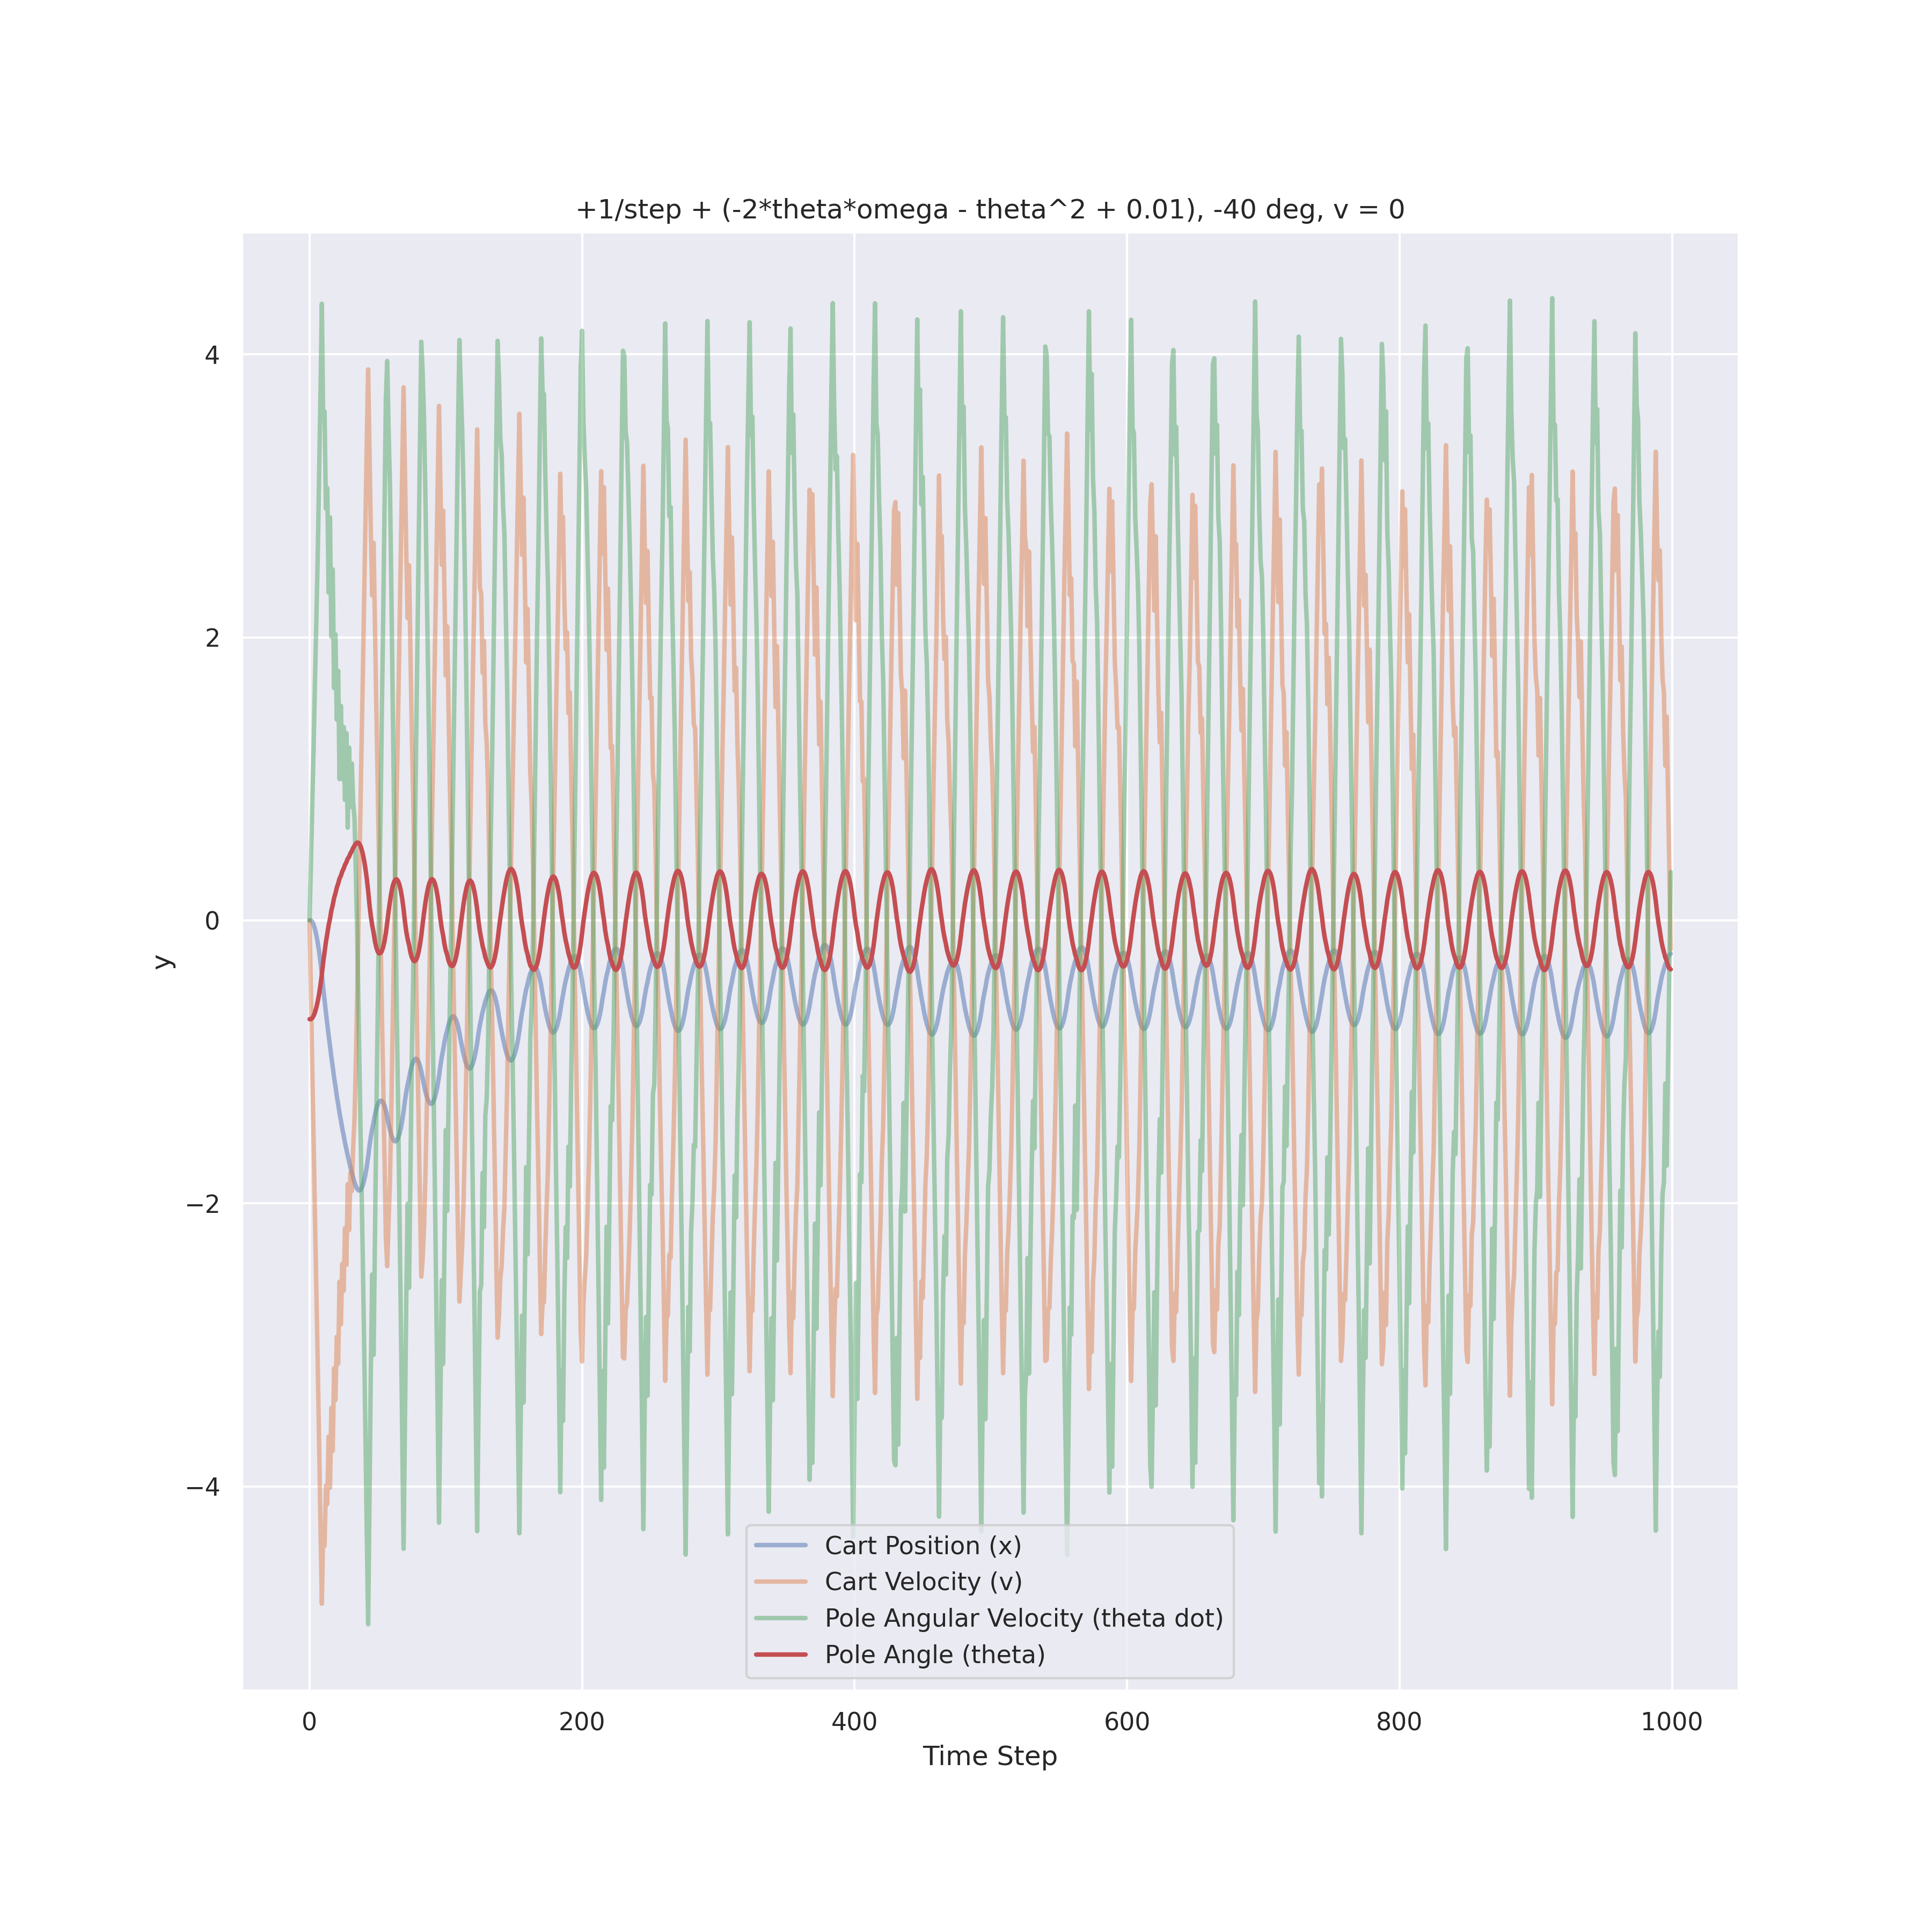 +1/step + (-2*theta*omega - theta^2 + 0.01), -40 deg, v = 0
4
2
0
−2
−4
y
Cart Position (x)
Cart Velocity (v)
Pole Angular Velocity (theta dot)
Pole Angle (theta)
0 200 400 600 800 1000
Time Step